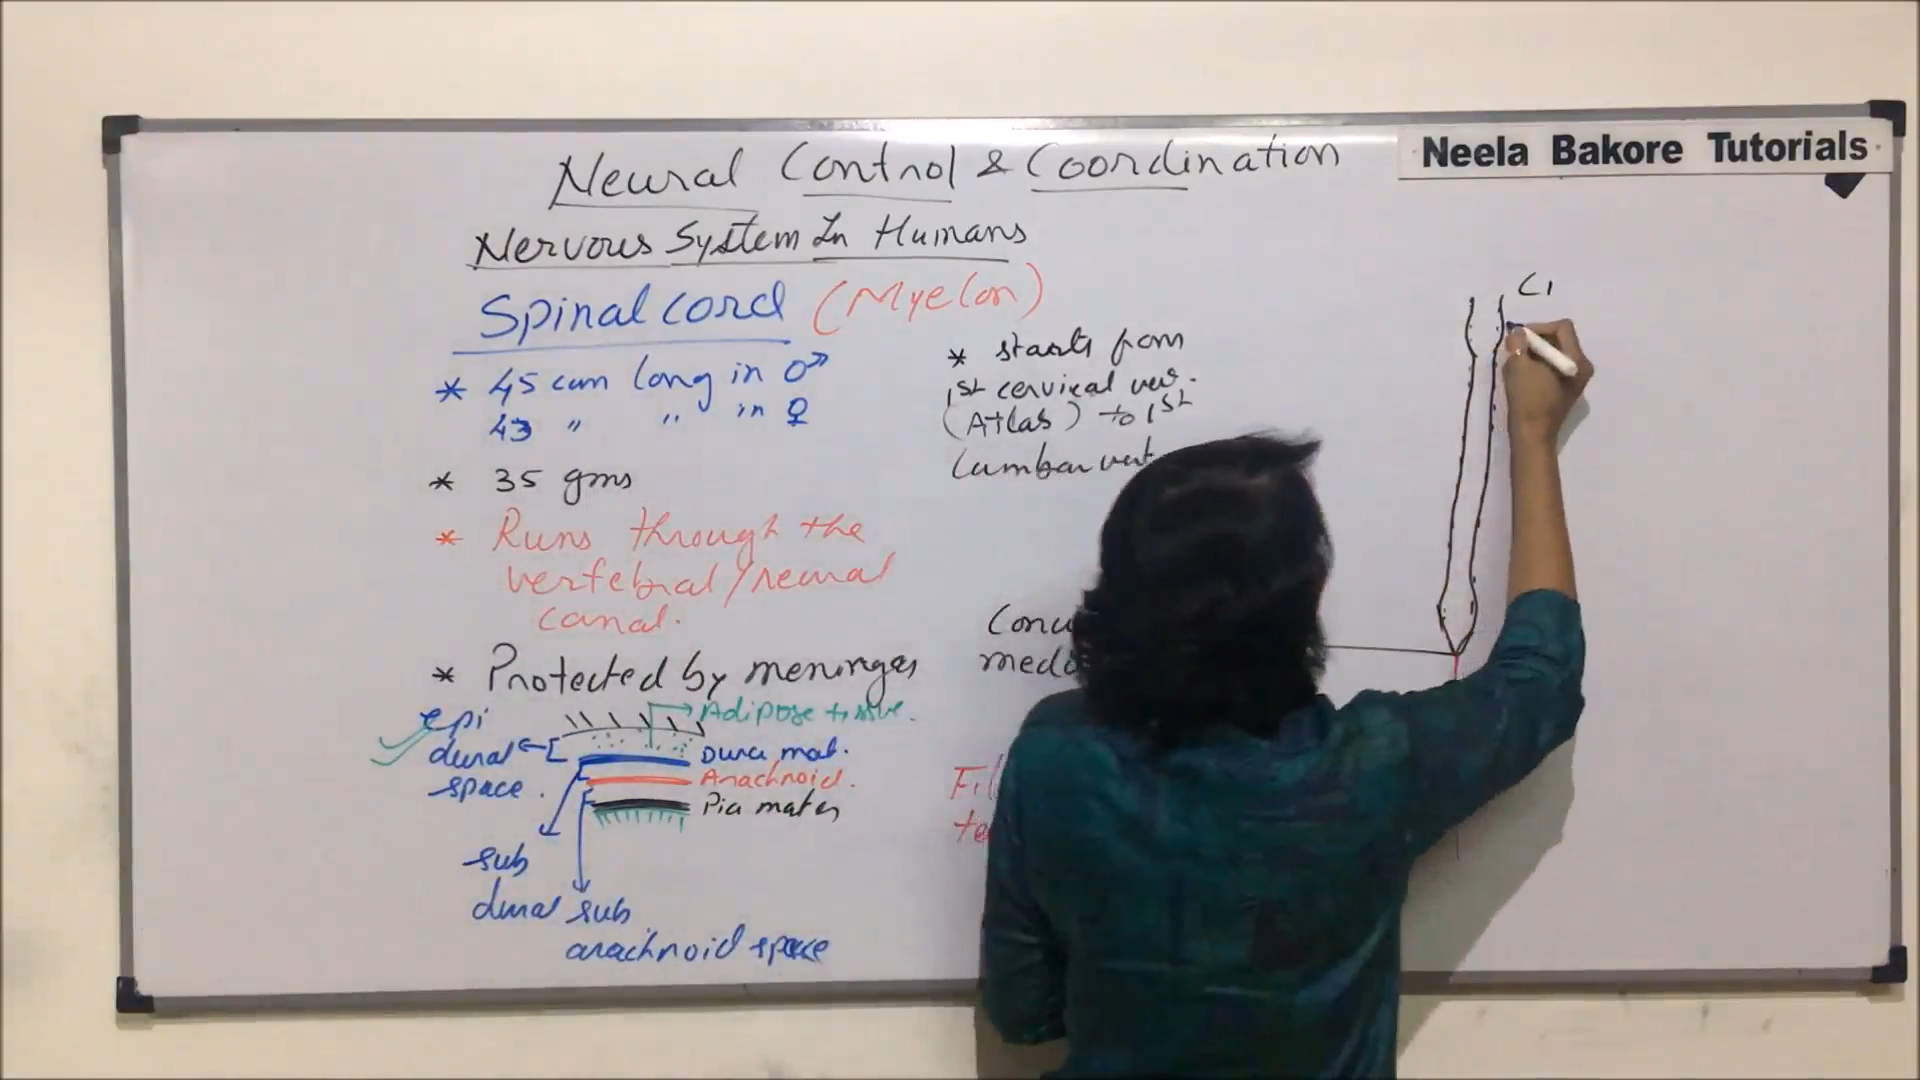 Neela Bakore Tutorials
Neural Control & Coordination
Nervous System In Humans
Spinal cord (Myelon)
* 45 cm long in ♂
43 " " in ♀
* 35 gms
* Runs through the
vertebral/neural
canal.
* Protected by meninges
Adipose tissue.
epi
dural
space.
Dura mat.
Arachnoid.
Pia mater
sub
dural
sub
arachnoid space
* starts from
1st cervical ver.
(Atlas) to 1st
Lumbar vert
C1